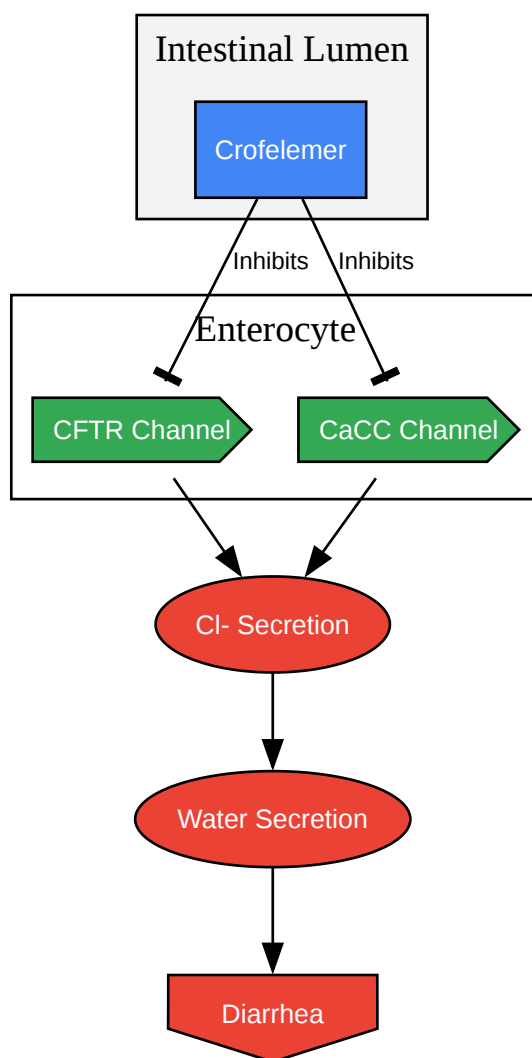 Intestinal Lumen
Crofelemer
Inhibits Inhibits
Enterocyte
CFTR Channel CaCC Channel
Cl- Secretion
Water Secretion
Diarrhea